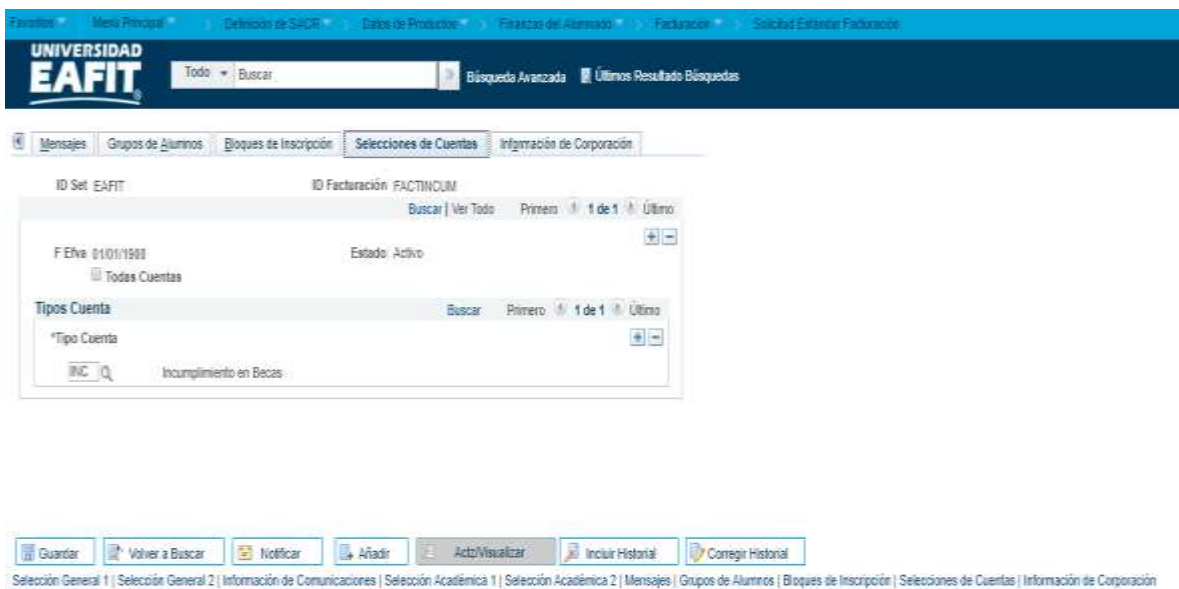 Favoritos Menú Principal Definición de SACR Datos de Productos Finanzas del Alumnado Facturación Solicitud Estándar Facturación
UNIVERSIDAD
EAFIT
Todo Buscar Búsqueda Avanzada Últimos Resultado Búsquedas
Mensajes Grupos de Alumnos Bloques de Inscripción Selecciones de Cuentas Información de Corporación
ID Set EAFIT ID Facturación FACTINCUM
Buscar | Ver Todo Primero 1 de 1 Último
F Efva 01/01/1900 Estado Activo
Todas Cuentas
Tipos Cuenta Buscar Primero 1 de 1 Último
*Tipo Cuenta
INC Incumplimiento en Becas
Guardar Volver a Buscar Notificar Añadir Actz/Visualizar Incluir Historial Corregir Historial
Selección General 1 | Selección General 2 | Información de Comunicaciones | Selección Académica 1 | Selección Académica 2 | Mensajes | Grupos de Alumnos | Bloques de Inscripción | Selecciones de Cuentas | Información de Corporación